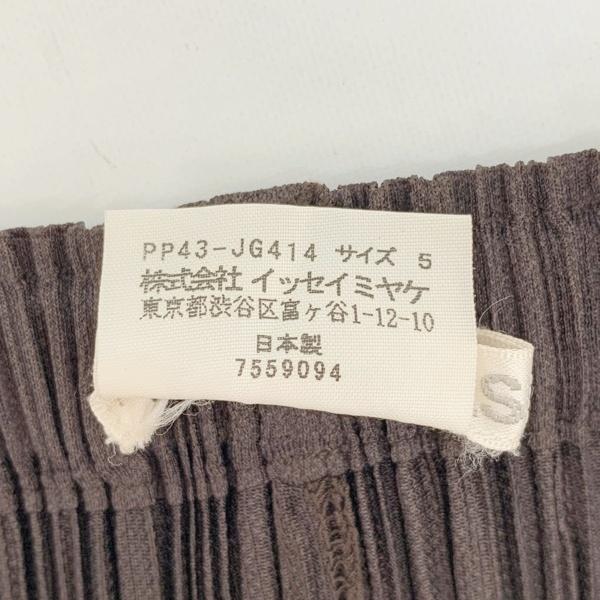 PP43-JG414 サイズ 5
株式会社 イッセイミヤケ
東京都渋谷区富ヶ谷1-12-10
日本製
7559094
S